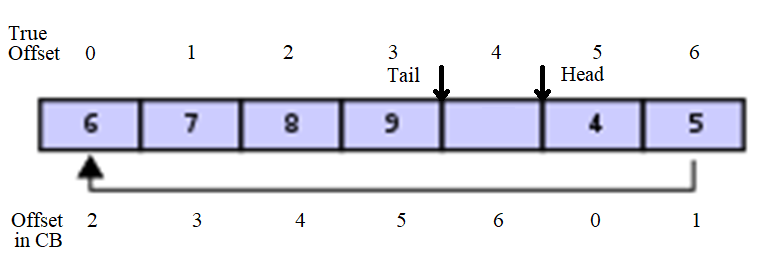 True
Offset 0 1 2 3 4 5 6
Tail Head
6 7 8 9 4 5
Offset 2 3 4 5 6 0 1
in CB